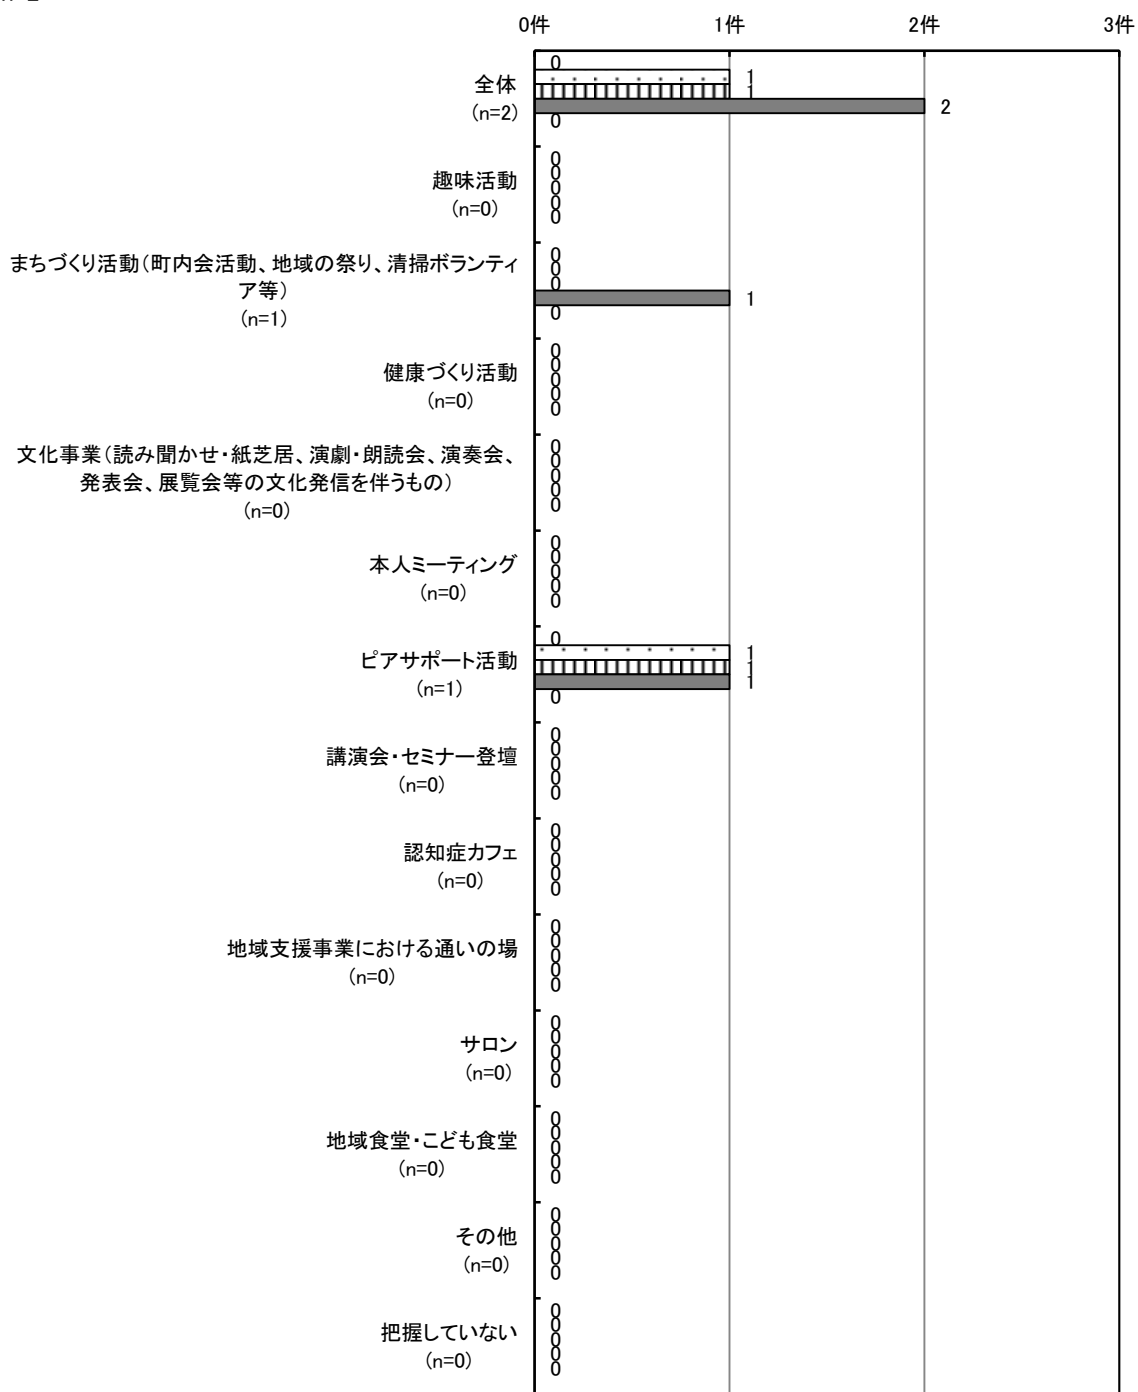 0件 1件 2件 3件
全体
(n=2)
0
1
1
2
0
趣味活動
(n=0)
0
0
0
0
0
まちづくり活動(町内会活動、地域の祭り、清掃ボランティ
ア等)
(n=1)
0
0
0
1
0
健康づくり活動
(n=0)
0
0
0
0
0
文化事業(読み聞かせ・紙芝居、演劇・朗読会、演奏会、
発表会、展覧会等の文化発信を伴うもの)
(n=0)
0
0
0
0
0
本人ミーティング
(n=0)
0
0
0
0
0
ピアサポート活動
(n=1)
0
1
1
1
0
講演会・セミナー登壇
(n=0)
0
0
0
0
0
認知症カフェ
(n=0)
0
0
0
0
0
地域支援事業における通いの場
(n=0)
0
0
0
0
0
サロン
(n=0)
0
0
0
0
0
地域食堂・こども食堂
(n=0)
0
0
0
0
0
その他
(n=0)
0
0
0
0
0
把握していない
(n=0)
0
0
0
0
0